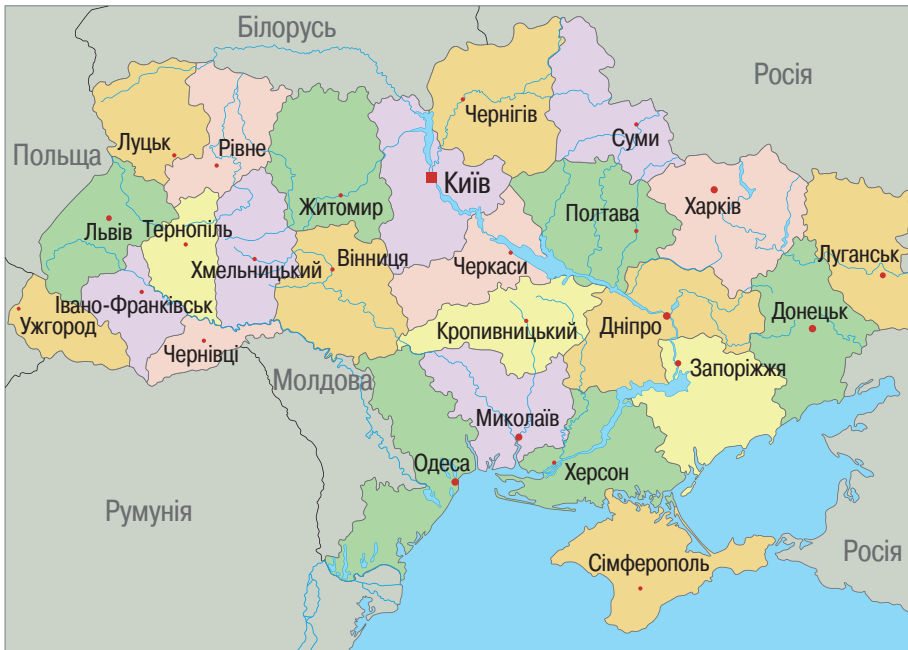 Білорусь
Росія
Чернігів
Луцьк
Рівне
Суми
Польща
Київ
Житомир
Харків
Полтава
Львів
Тернопіль
Вінниця
Черкаси
Луганськ
Хмельницький
Івано-Франківськ
Ужгород
Кропивницький
Дніпро
Донецьк
Чернівці
Запоріжжя
Молдова
Миколаїв
Одеса
Херсон
Румунія
Росія
Сімферополь